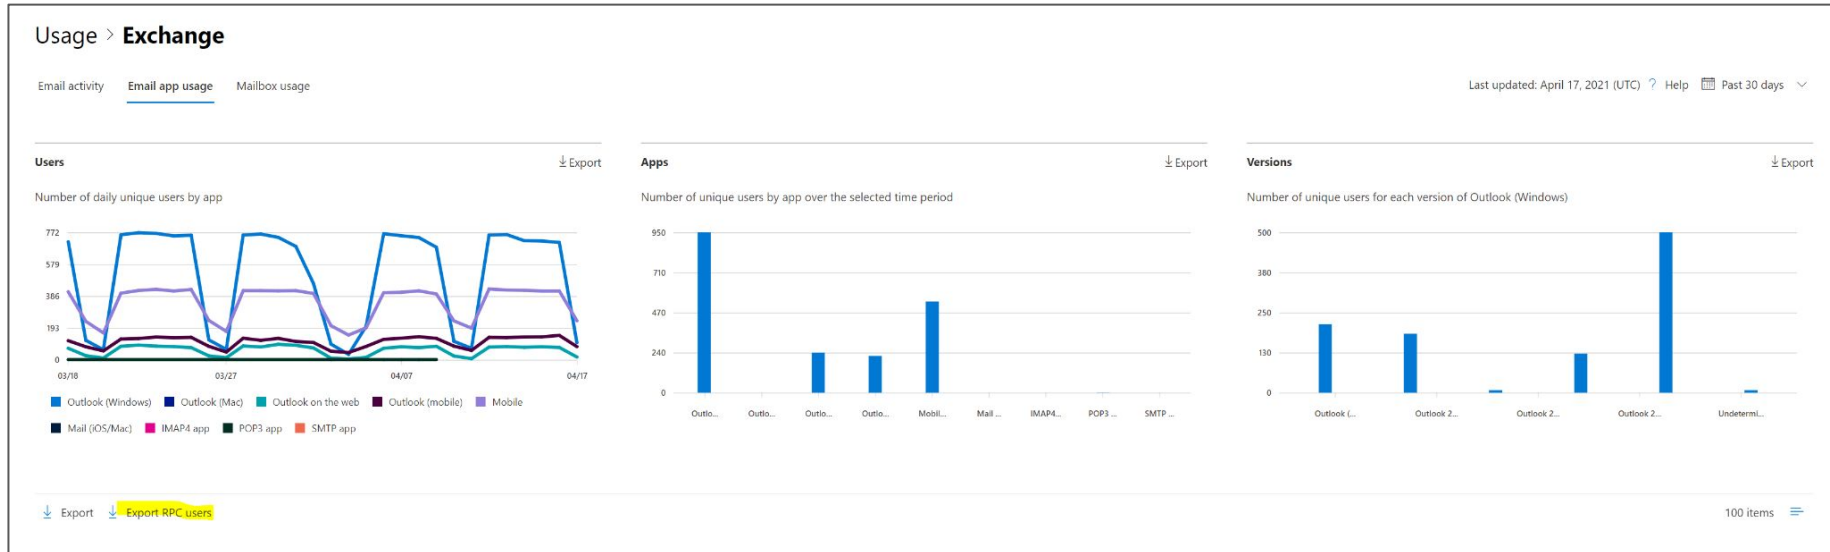 Usage > Exchange
Email activity Email app usage Mailbox usage
Last updated: April 17, 2021 (UTC) ? Help Past 30 days
Users Export
Number of daily unique users by app
772
579
386
193
0
03/18 03/27 04/07 04/17
Outlook (Windows) Outlook (Mac) Outlook on the web Outlook (mobile) Mobile
Mail (iOS/Mac) IMAP4 app POP3 app SMTP app
Apps Export
Number of unique users by app over the selected time period
950
710
470
240
0
Outlo... Outlo... Outlo... Outlo... Mobil... Mail ... IMAP4... POP3 ... SMTP ...
Versions Export
Number of unique users for each version of Outlook (Windows)
500
380
250
130
0
Outlook (... Outlook 2... Outlook 2... Outlook 2... Undetermi...
Export Export RPC users
100 items